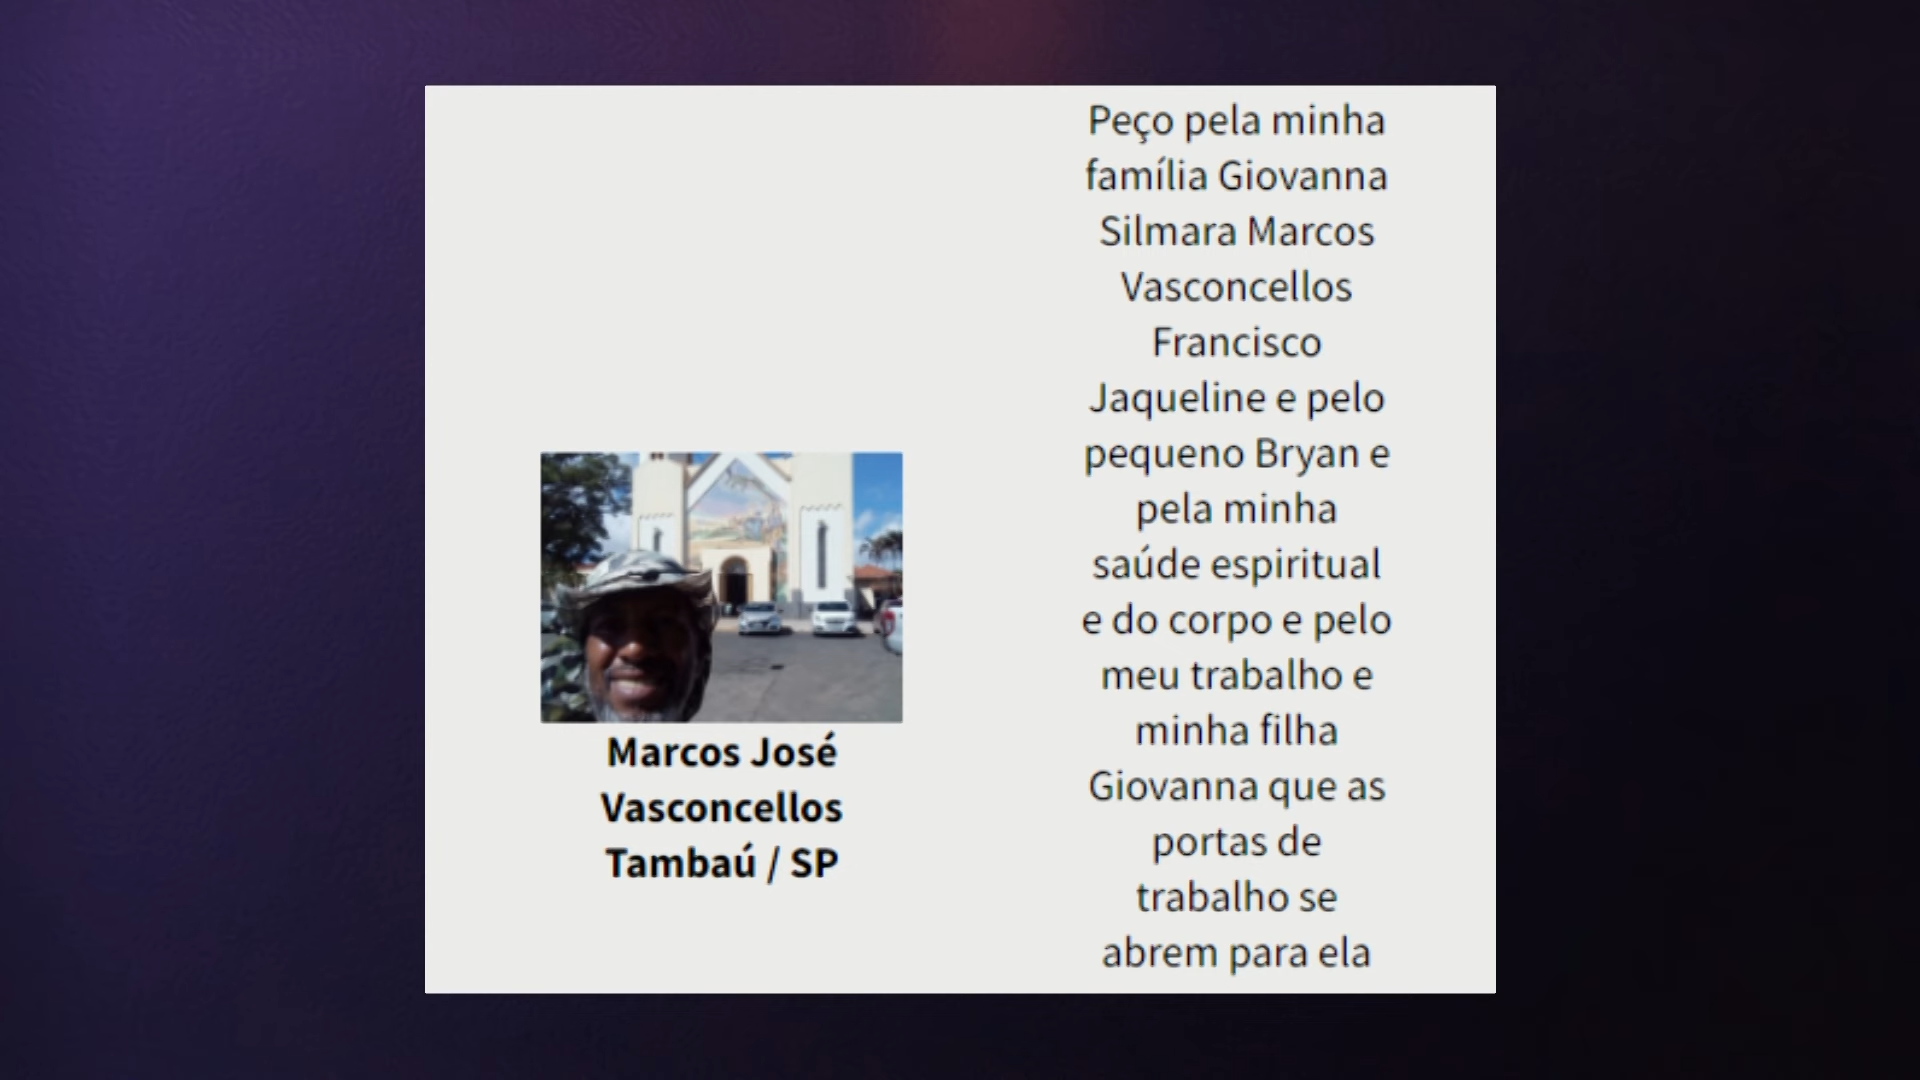 Marcos José
Vasconcellos
Tambaú / SP
Peço pela minha
família Giovanna
Silmara Marcos
Vasconcellos
Francisco
Jaqueline e pelo
pequeno Bryan e
pela minha
saúde espiritual
e do corpo e pelo
meu trabalho e
minha filha
Giovanna que as
portas de
trabalho se
abrem para ela